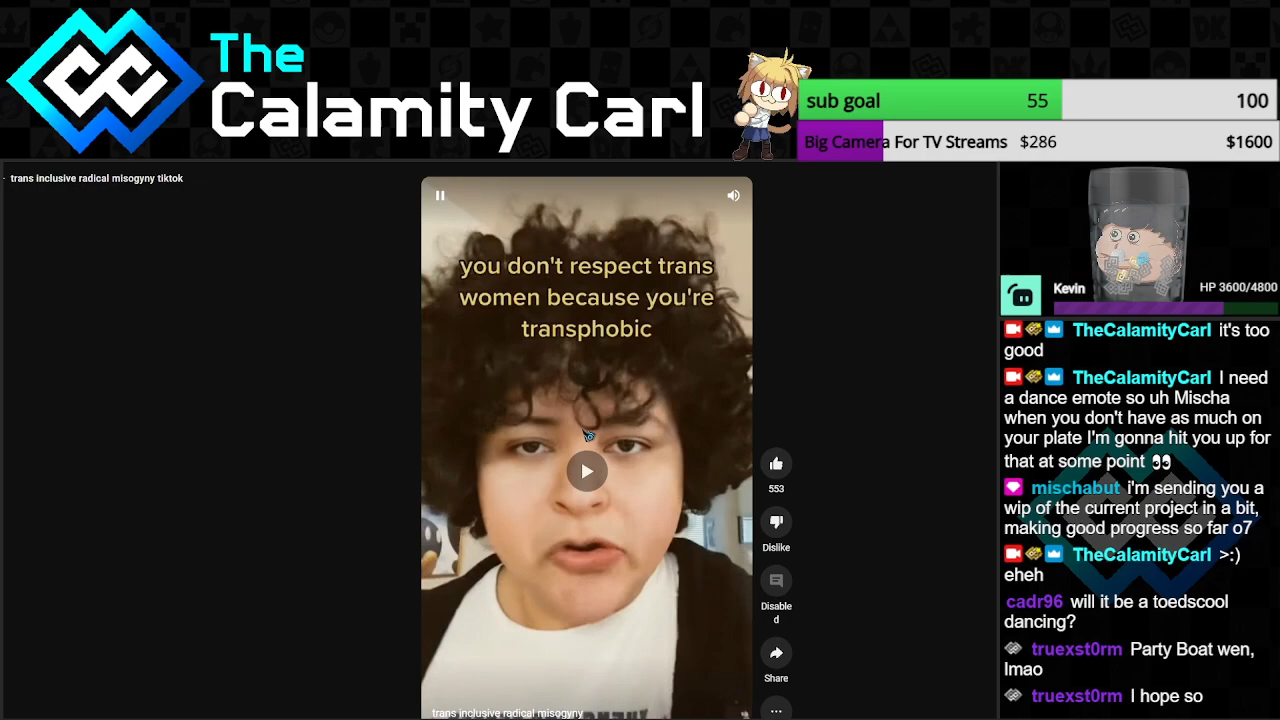 The
Calamity Carl
sub goal 55 100
Big Camera For TV Streams $286 $1600
trans inclusive radical misogyny tiktok
you don't respect trans
women because you're
transphobic
553
Dislike
Disable
d
Share
trans inclusive radical misogyny
Kevin HP 3600/4800
TheCalamityCarl it's too
good
TheCalamityCarl I need
a dance emote so uh Mischa
when you don't have as much on
your plate I'm gonna hit you up for
that at some point 👀
mischabut i'm sending you a
wip of the current project in a bit,
making good progress so far o7
TheCalamityCarl >:)
eheh
cadr96 will it be a toedscool
dancing?
truexst0rm Party Boat wen,
lmao
truexst0rm I hope so